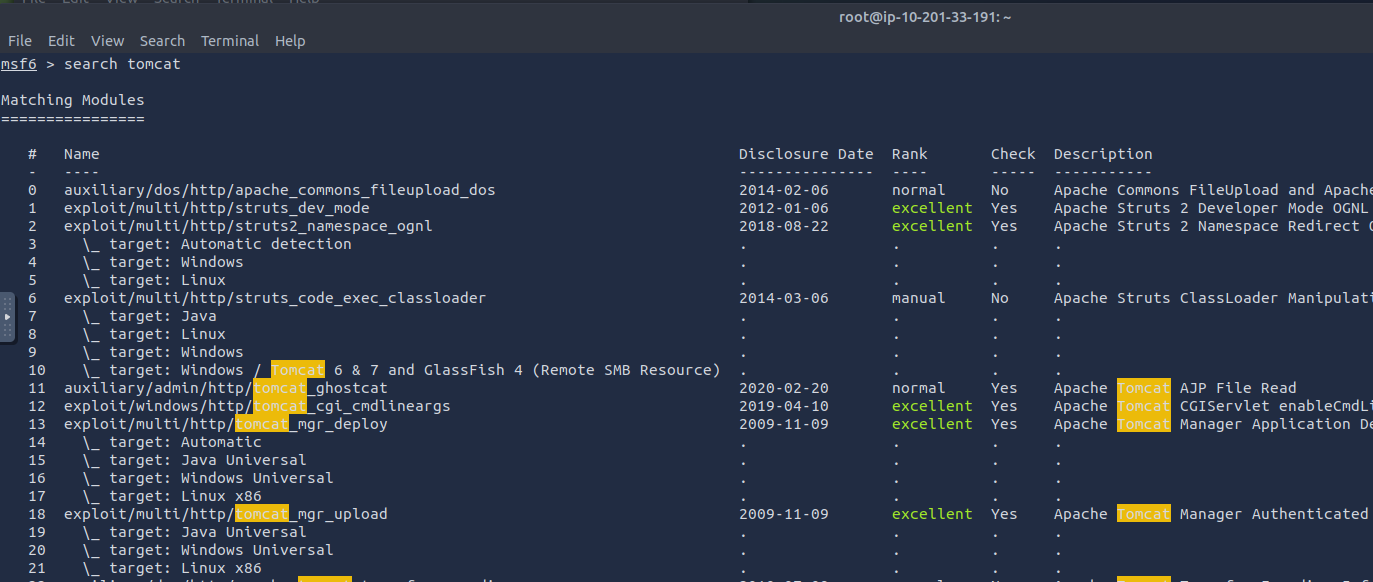 root@ip-10-201-33-191: ~
File Edit View Search Terminal Help
msf6 > search tomcat
Matching Modules
================
# Name Disclosure Date Rank Check Description
- ---- --------------- ---- ----- -----------
0 auxiliary/dos/http/apache_commons_fileupload_dos 2014-02-06 normal No Apache Commons FileUpload and Apache
1 exploit/multi/http/struts_dev_mode 2012-01-06 excellent Yes Apache Struts 2 Developer Mode OGNL
2 exploit/multi/http/struts2_namespace_ognl 2018-08-22 excellent Yes Apache Struts 2 Namespace Redirect
3 \_ target: Automatic detection . . . .
4 \_ target: Windows . . . .
5 \_ target: Linux . . . .
6 exploit/multi/http/struts_code_exec_classloader 2014-03-06 manual No Apache Struts ClassLoader Manipulati
7 \_ target: Java . . . .
8 \_ target: Linux . . . .
9 \_ target: Windows . . . .
10 \_ target: Windows / Tomcat 6 & 7 and GlassFish 4 (Remote SMB Resource) . . . .
11 auxiliary/admin/http/tomcat_ghostcat 2020-02-20 normal Yes Apache Tomcat AJP File Read
12 exploit/windows/http/tomcat_cgi_cmdlineargs 2019-04-10 excellent Yes Apache Tomcat CGIServlet enableCmdLi
13 exploit/multi/http/tomcat_mgr_deploy 2009-11-09 excellent Yes Apache Tomcat Manager Application De
14 \_ target: Automatic . . . .
15 \_ target: Java Universal . . . .
16 \_ target: Windows Universal . . . .
17 \_ target: Linux x86 . . . .
18 exploit/multi/http/tomcat_mgr_upload 2009-11-09 excellent Yes Apache Tomcat Manager Authenticated
19 \_ target: Java Universal . . . .
20 \_ target: Windows Universal . . . .
21 \_ target: Linux x86 . . . .